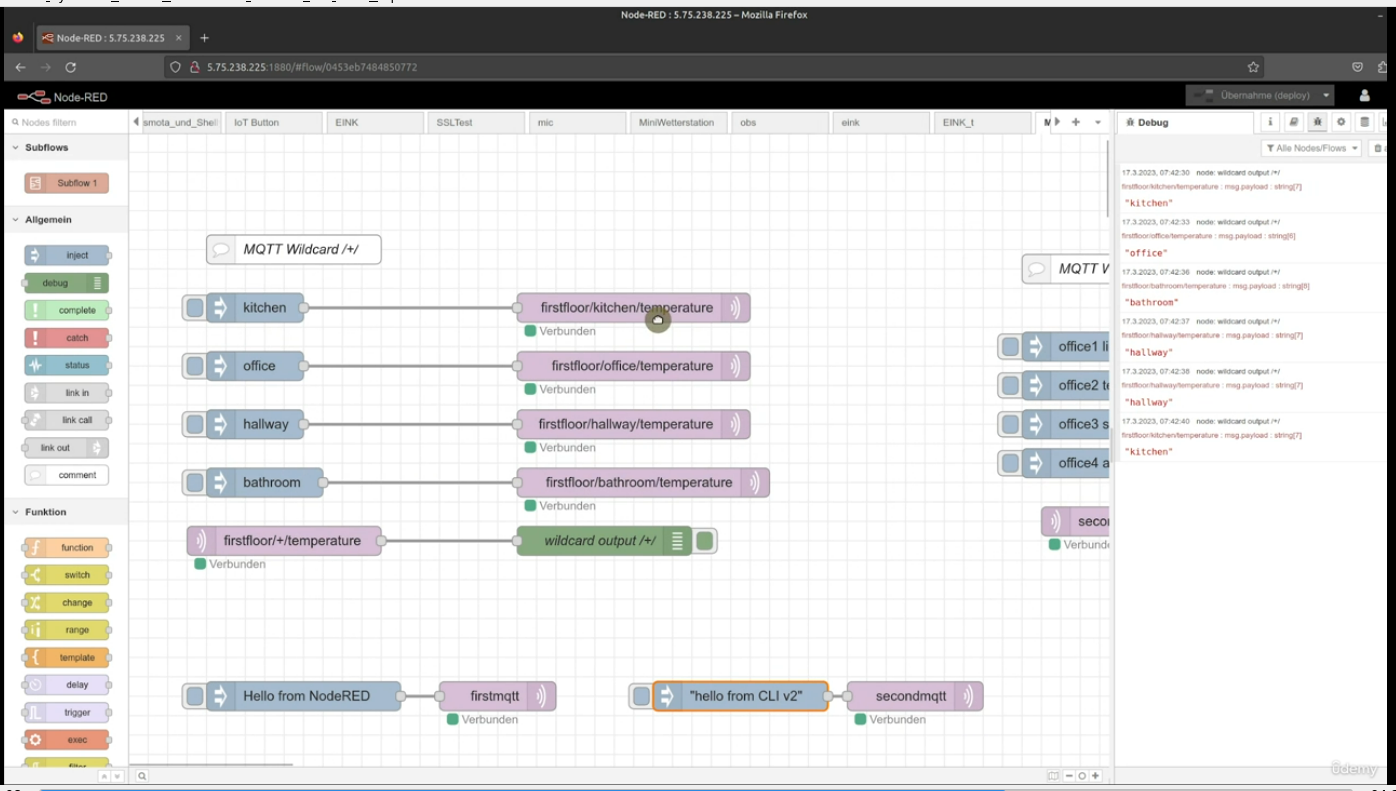 Node-RED : 5.75.238.225 – Mozilla Firefox
Node-RED : 5.75.238.225
5.75.238.225:1880/#flow/0453eb7484850772
Node-RED
Übernahme (deploy)
Nodes filtern
smota_und_Shel
IoT Button
EINK
SSLTest
mic
MiniWetterstation
obs
eink
EINK_t
M
Debug
Alle Nodes/Flows
Subflows
Subflow 1
Allgemein
inject
debug
complete
catch
status
link in
link call
link out
comment
Funktion
function
switch
change
range
template
delay
trigger
exec
filter
MQTT Wildcard /+/
kitchen
firstfloor/kitchen/temperature
Verbunden
office
firstfloor/office/temperature
Verbunden
hallway
firstfloor/hallway/temperature
Verbunden
bathroom
firstfloor/bathroom/temperature
Verbunden
firstfloor/+/temperature
Verbunden
wildcard output /+/
Hello from NodeRED
firstmqtt
Verbunden
"hello from CLI v2"
secondmqtt
Verbunden
MQTT W
office1 li
office2 te
office3 s
office4 a
secon
Verbunde
17.3.2023, 07:42:30 node: wildcard output /+/
firstfloor/kitchen/temperature : msg.payload : string[7]
"kitchen"
17.3.2023, 07:42:33 node: wildcard output /+/
firstfloor/office/temperature : msg.payload : string[6]
"office"
17.3.2023, 07:42:36 node: wildcard output /+/
firstfloor/bathroom/temperature : msg.payload : string[8]
"bathroom"
17.3.2023, 07:42:37 node: wildcard output /+/
firstfloor/hallway/temperature : msg.payload : string[7]
"hallway"
17.3.2023, 07:42:38 node: wildcard output /+/
firstfloor/hallway/temperature : msg.payload : string[7]
"hallway"
17.3.2023, 07:42:40 node: wildcard output /+/
firstfloor/kitchen/temperature : msg.payload : string[7]
"kitchen"
ûdemy